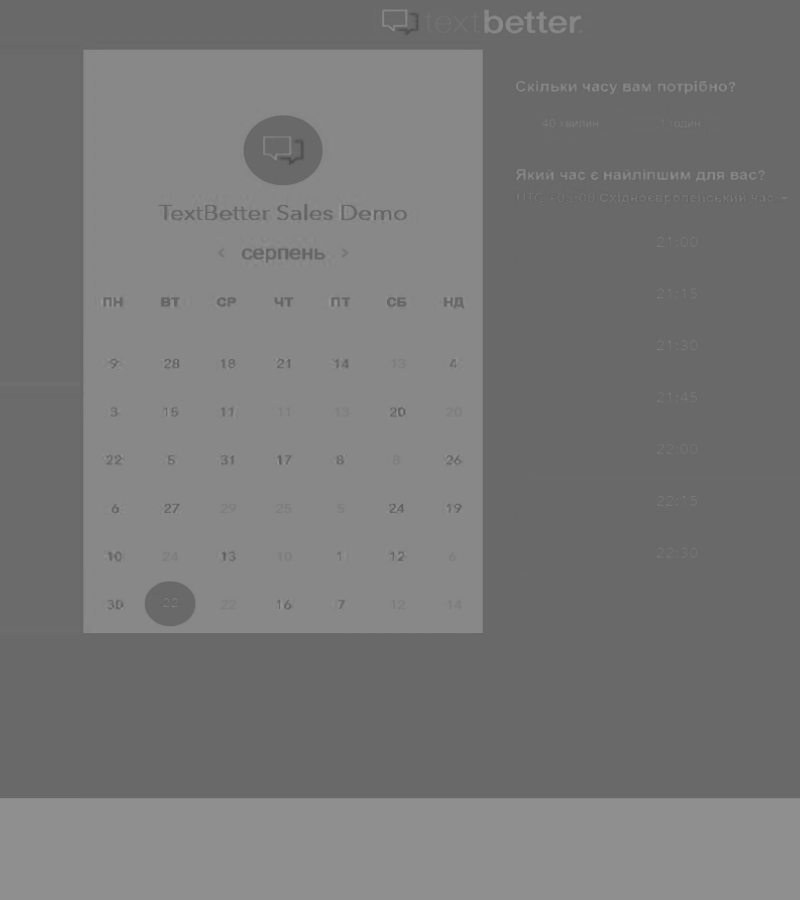 textbetter
TextBetter Sales Demo
серпень
ПН ВТ СР ЧТ ПТ СБ НД
9 28 18 21 14 13 4
3 15 11 11 13 20 20
22 5 31 17 8 8 26
6 27 29 25 5 24 19
10 24 13 10 1 12 6
30 22 22 16 7 12 14
Скільки часу вам потрібно?
40 хвилин 1 годин
Який час є найліпшим для вас?
Східноєвропейський час
21:00
21:15
21:30
21:45
22:00
22:15
22:30